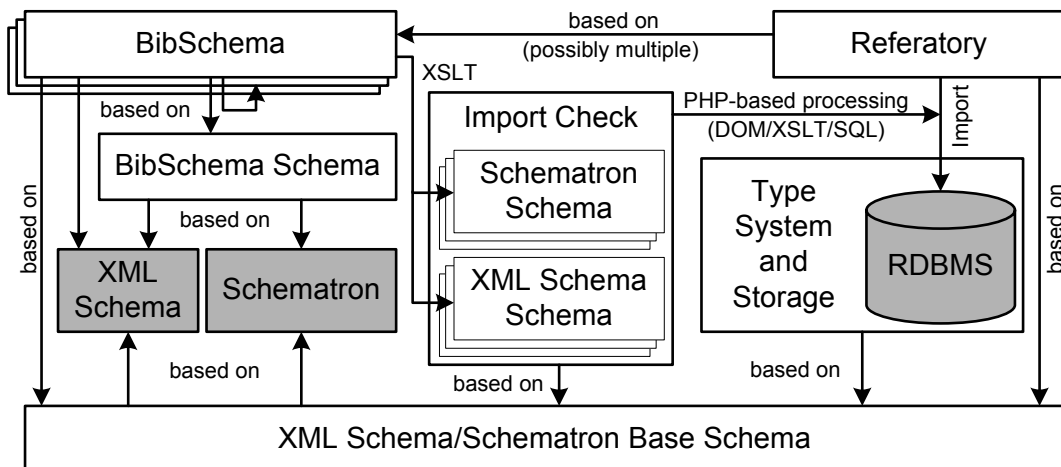 BibSchema
based on
(possibly multiple)
Referatory
XSLT
based on
Import Check
PHP-based processing
(DOM/XSLT/SQL)
Import
BibSchema Schema
Schematron
Schema
Type
System
and
Storage
RDBMS
based on
based on
based on
XML
Schema
Schematron
XML Schema
Schema
based on
based on
based on
XML Schema/Schematron Base Schema